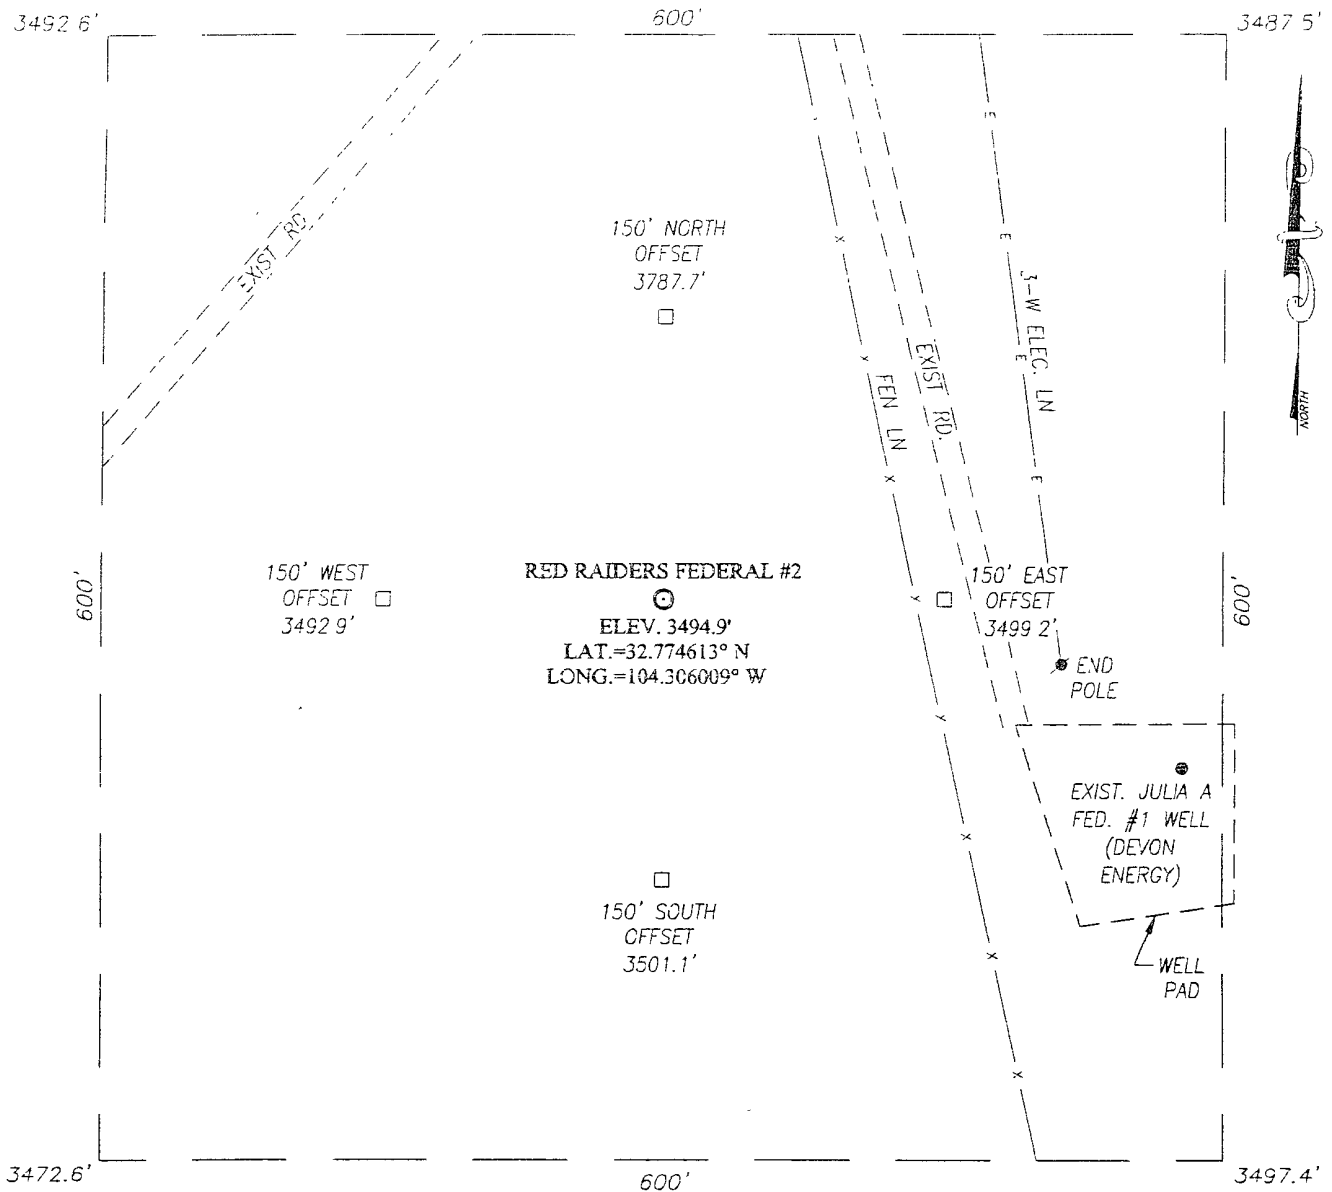 3492 6'
600'
3487 5'
EXIST RD
150' NORTH
OFFSET
3787.7'
3-W ELEC. LN
EXIST RD.
FEN LN
NORTH
600'
150' WEST
OFFSET
3492 9'
RED RAIDERS FEDERAL #2
ELEV. 3494.9'
LAT.=32.774613° N
LONG.=104.306009° W
150' EAST
OFFSET
3499 2'
600'
END
POLE
EXIST. JULIA A
FED. #1 WELL
(DEVON
ENERGY)
150' SOUTH
OFFSET
3501.1'
WELL
PAD
3472.6'
600'
3497.4'